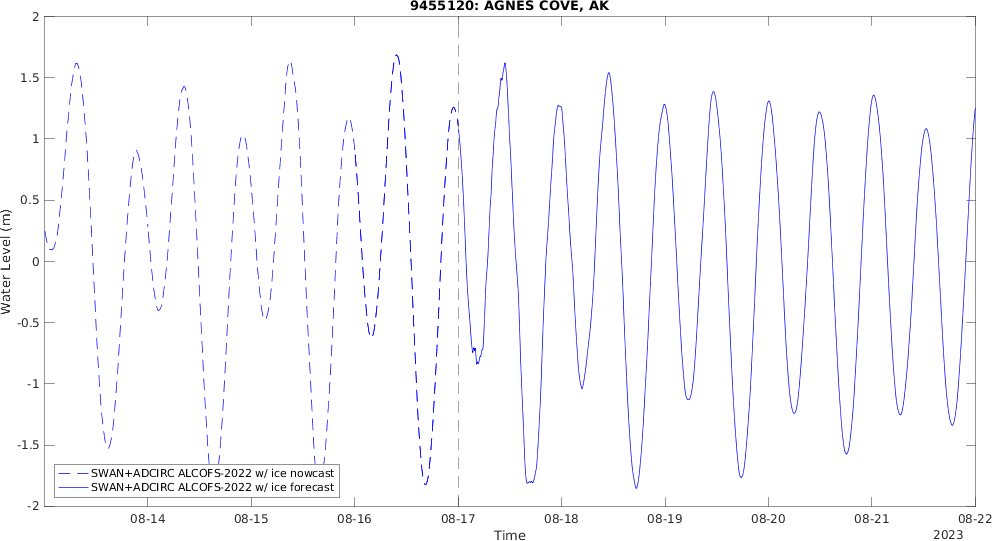 9455120: AGNES COVE, AK
2
1.5
1
0.5
0
-0.5
-1
-1.5
-2
Water Level (m)
SWAN+ADCIRC ALCOFS-2022 w/ ice nowcast
SWAN+ADCIRC ALCOFS-2022 w/ ice forecast
08-14 08-15 08-16 08-17 08-18 08-19 08-20 08-21 08-22
Time
2023